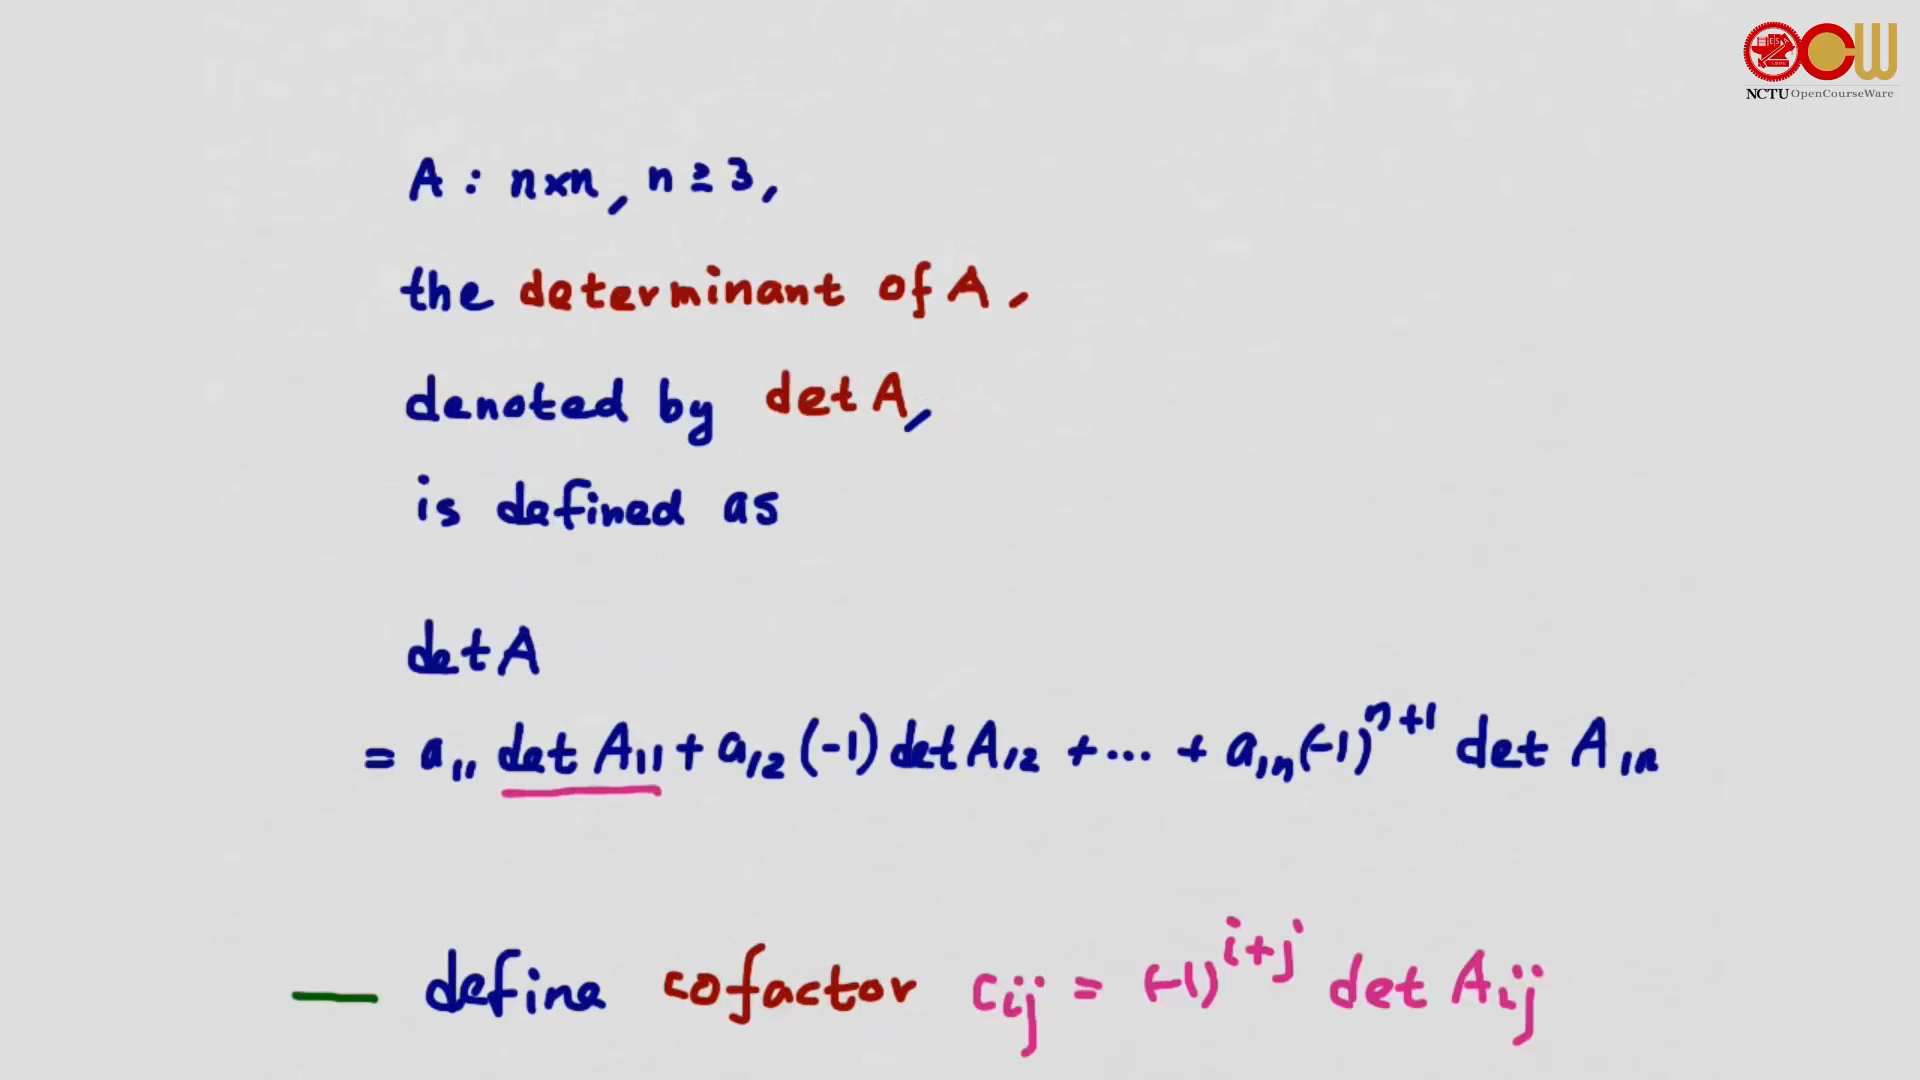 NCTU OpenCourseWare
A : n×n, n ≥ 3,
the determinant of A,
denoted by det A,
is defined as
det A
= a₁₁ det A₁₁ + a₁₂ (-1) det A₁₂ + ... + a₁ₙ (-1)ⁿ⁺¹ det A₁ₙ
— define cofactor cᵢⱼ = (-1)ⁱ⁺ʲ det Aᵢⱼ